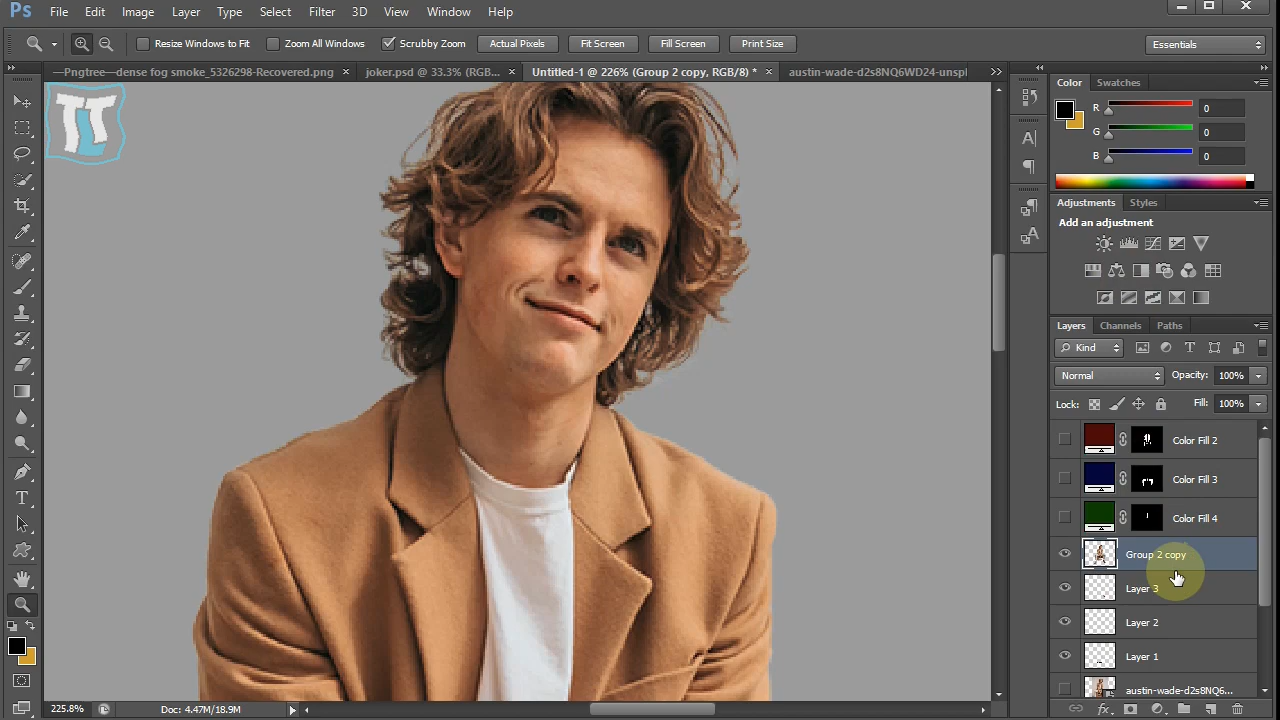 Ps File Edit Image Layer Type Select Filter 3D View Window Help
Resize Windows to Fit Zoom All Windows Scrubby Zoom Actual Pixels Fit Screen Fill Screen Print Size Essentials
—Pngtree—dense fog smoke_5326298-Recovered.png × joker.psd @ 33.3% (RGB... × Untitled-1 @ 226% (Group 2 copy, RGB/8) * × austin-wade-d2s8NQ6WD24-unspl
TLT
Color Swatches
R 0
G 0
B 0
Adjustments Styles
Add an adjustment
Layers Channels Paths
Kind
Normal Opacity: 100%
Lock: Fill: 100%
Color Fill 2
Color Fill 3
Color Fill 4
Group 2 copy
Layer 3
Layer 2
Layer 1
austin-wade-d2s8NQ6...
225.8% Doc: 4.47M/18.9M